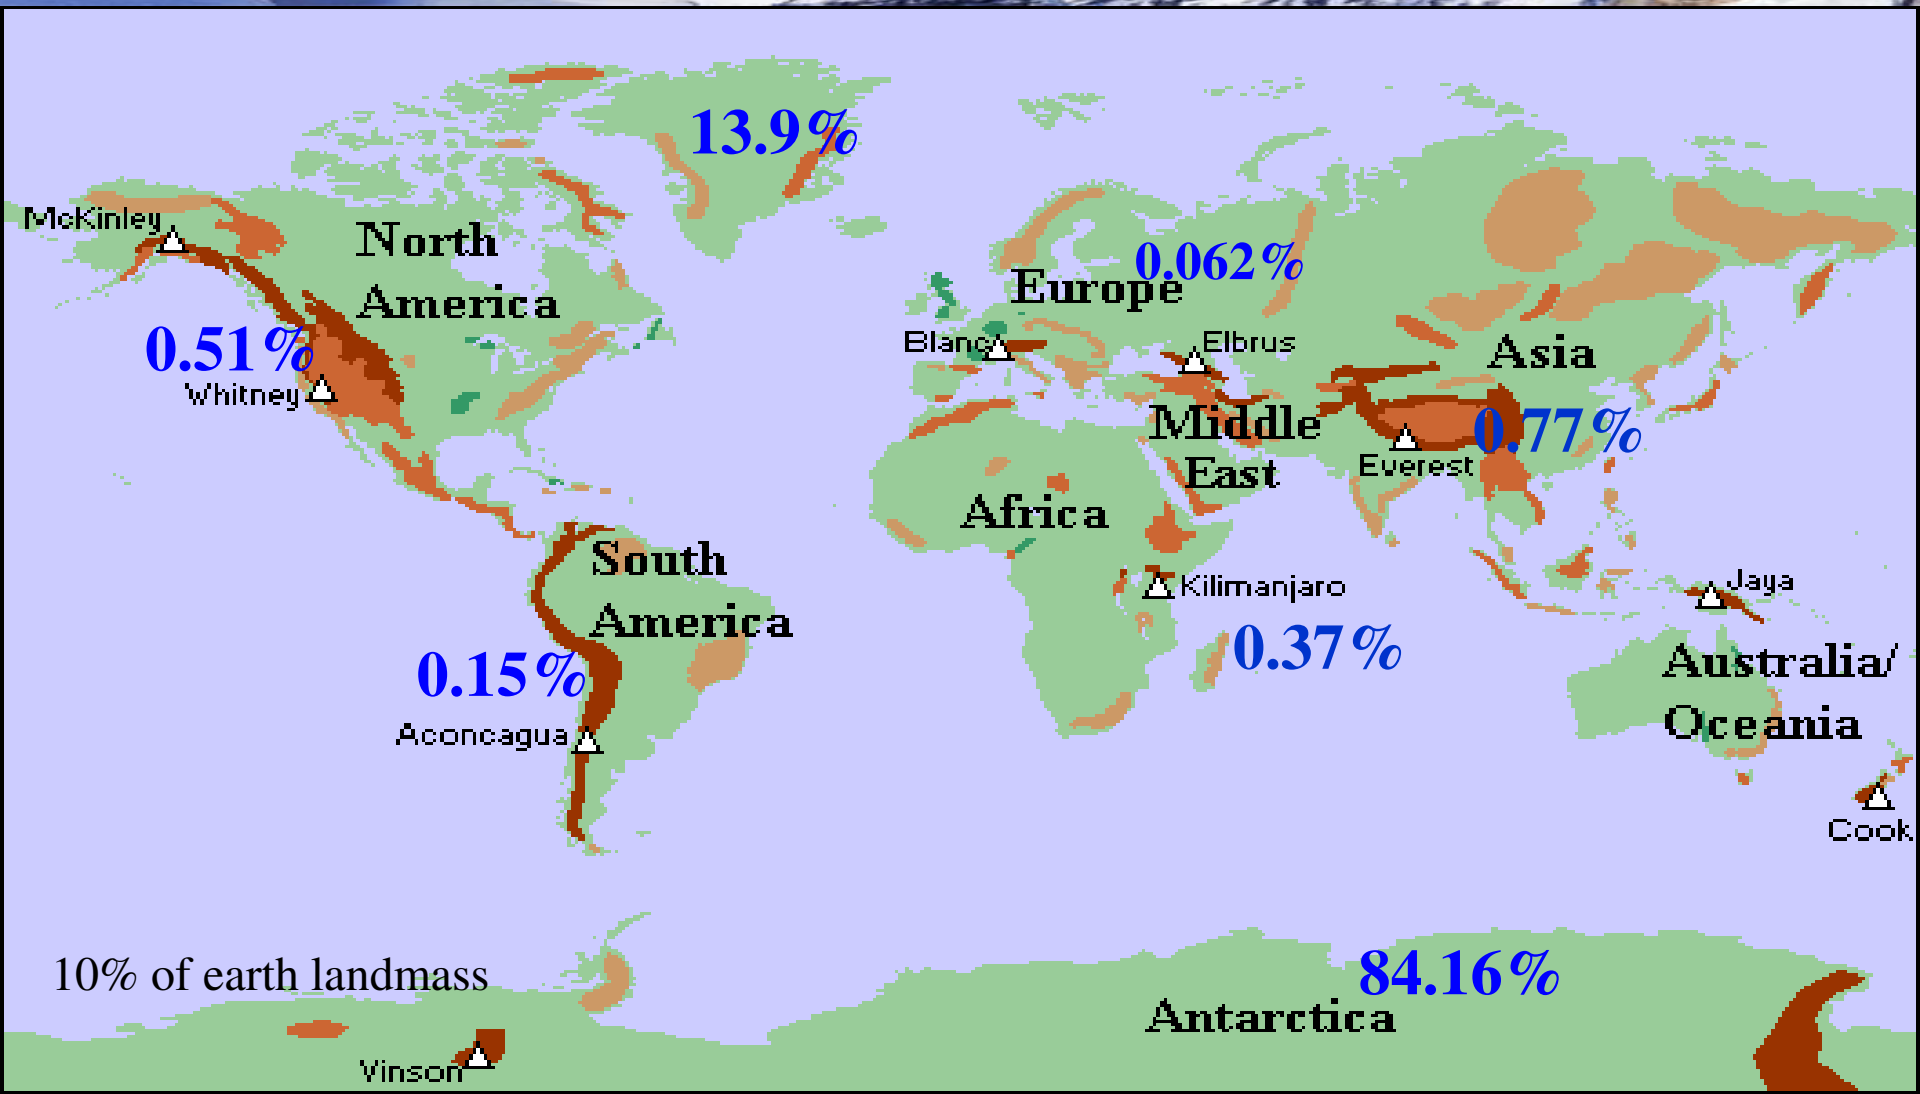 13.9%
McKinley
North
America
0.062%
Europe
0.51%
Blanc
Elbrus
Asia
Whitney
Middle
East
0.77%
Everest
Africa
South
America
Kilimanjaro
Jaya
0.37%
0.15%
Australia/
Oceania
Aconcagua
Cook
10% of earth landmass
84.16%
Antarctica
Vinson